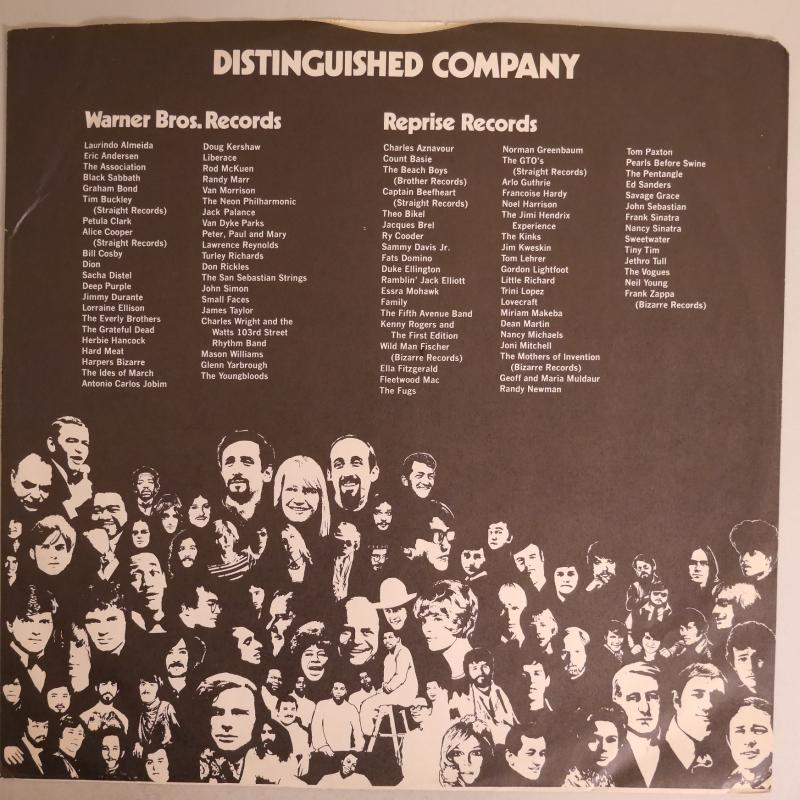 DISTINGUISHED COMPANY
Warner Bros. Records
Laurindo Almeida
Eric Andersen
The Association
Black Sabbath
Graham Bond
Tim Buckley
(Straight Records)
Petula Clark
Alice Cooper
(Straight Records)
Bill Cosby
Dion
Sacha Distel
Deep Purple
Jimmy Durante
Lorraine Ellison
The Everly Brothers
The Grateful Dead
Herbie Hancock
Hard Meat
Harpers Bizarre
The Ides of March
Antonio Carlos Jobim
Doug Kershaw
Liberace
Rod McKuen
Randy Marr
Van Morrison
The Neon Philharmonic
Jack Palance
Van Dyke Parks
Peter, Paul and Mary
Lawrence Reynolds
Turley Richards
Don Rickles
The San Sebastian Strings
John Simon
Small Faces
James Taylor
Charles Wright and the
Watts 103rd Street
Rhythm Band
Mason Williams
Glenn Yarbrough
The Youngbloods
Reprise Records
Charles Aznavour
Count Basie
The Beach Boys
(Brother Records)
Captain Beefheart
(Straight Records)
Theo Bikel
Jacques Brel
Ry Cooder
Sammy Davis Jr.
Fats Domino
Duke Ellington
Ramblin' Jack Elliott
Essra Mohawk
Family
The Fifth Avenue Band
Kenny Rogers and
The First Edition
Wild Man Fischer
(Bizarre Records)
Ella Fitzgerald
Fleetwood Mac
The Fugs
Norman Greenbaum
The GTO's
(Straight Records)
Arlo Guthrie
Francoise Hardy
Noel Harrison
The Jimi Hendrix
Experience
The Kinks
Jim Kweskin
Tom Lehrer
Gordon Lightfoot
Little Richard
Trini Lopez
Lovecraft
Miriam Makeba
Dean Martin
Nancy Michaels
Joni Mitchell
The Mothers of Invention
(Bizarre Records)
Geoff and Maria Muldaur
Randy Newman
Tom Paxton
Pearls Before Swine
The Pentangle
Ed Sanders
Savage Grace
John Sebastian
Frank Sinatra
Nancy Sinatra
Sweetwater
Tiny Tim
Jethro Tull
The Vogues
Neil Young
Frank Zappa
(Bizarre Records)